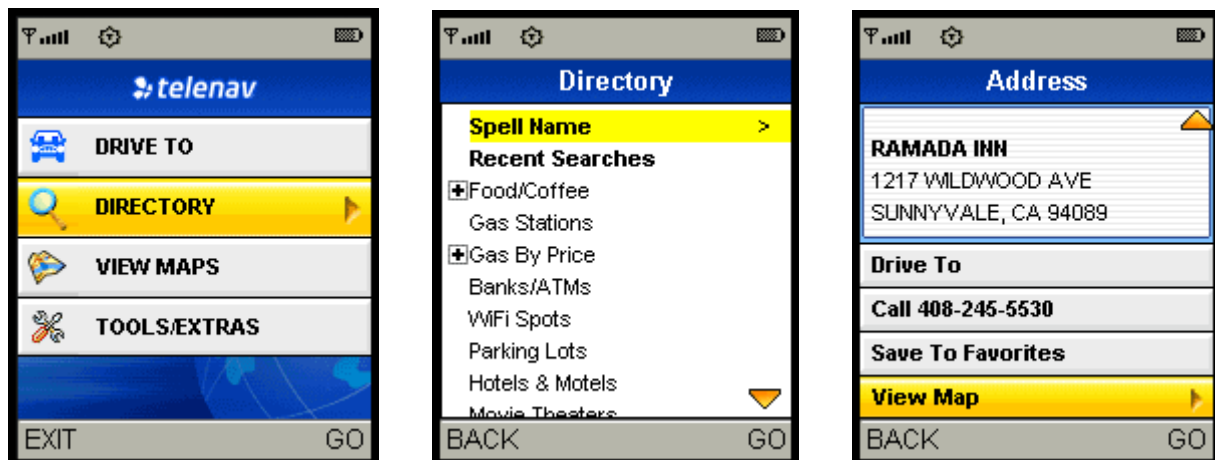 telenav
DRIVE TO
DIRECTORY
VIEW MAPS
TOOLS/EXTRAS
EXIT GO
Directory
Spell Name >
Recent Searches
Food/Coffee
Gas Stations
Gas By Price
Banks/ATMs
WiFi Spots
Parking Lots
Hotels & Motels
Movie Theaters
BACK GO
Address
RAMADA INN
1217 WILDWOOD AVE
SUNNYVALE, CA 94089
Drive To
Call 408-245-5530
Save To Favorites
View Map
BACK GO